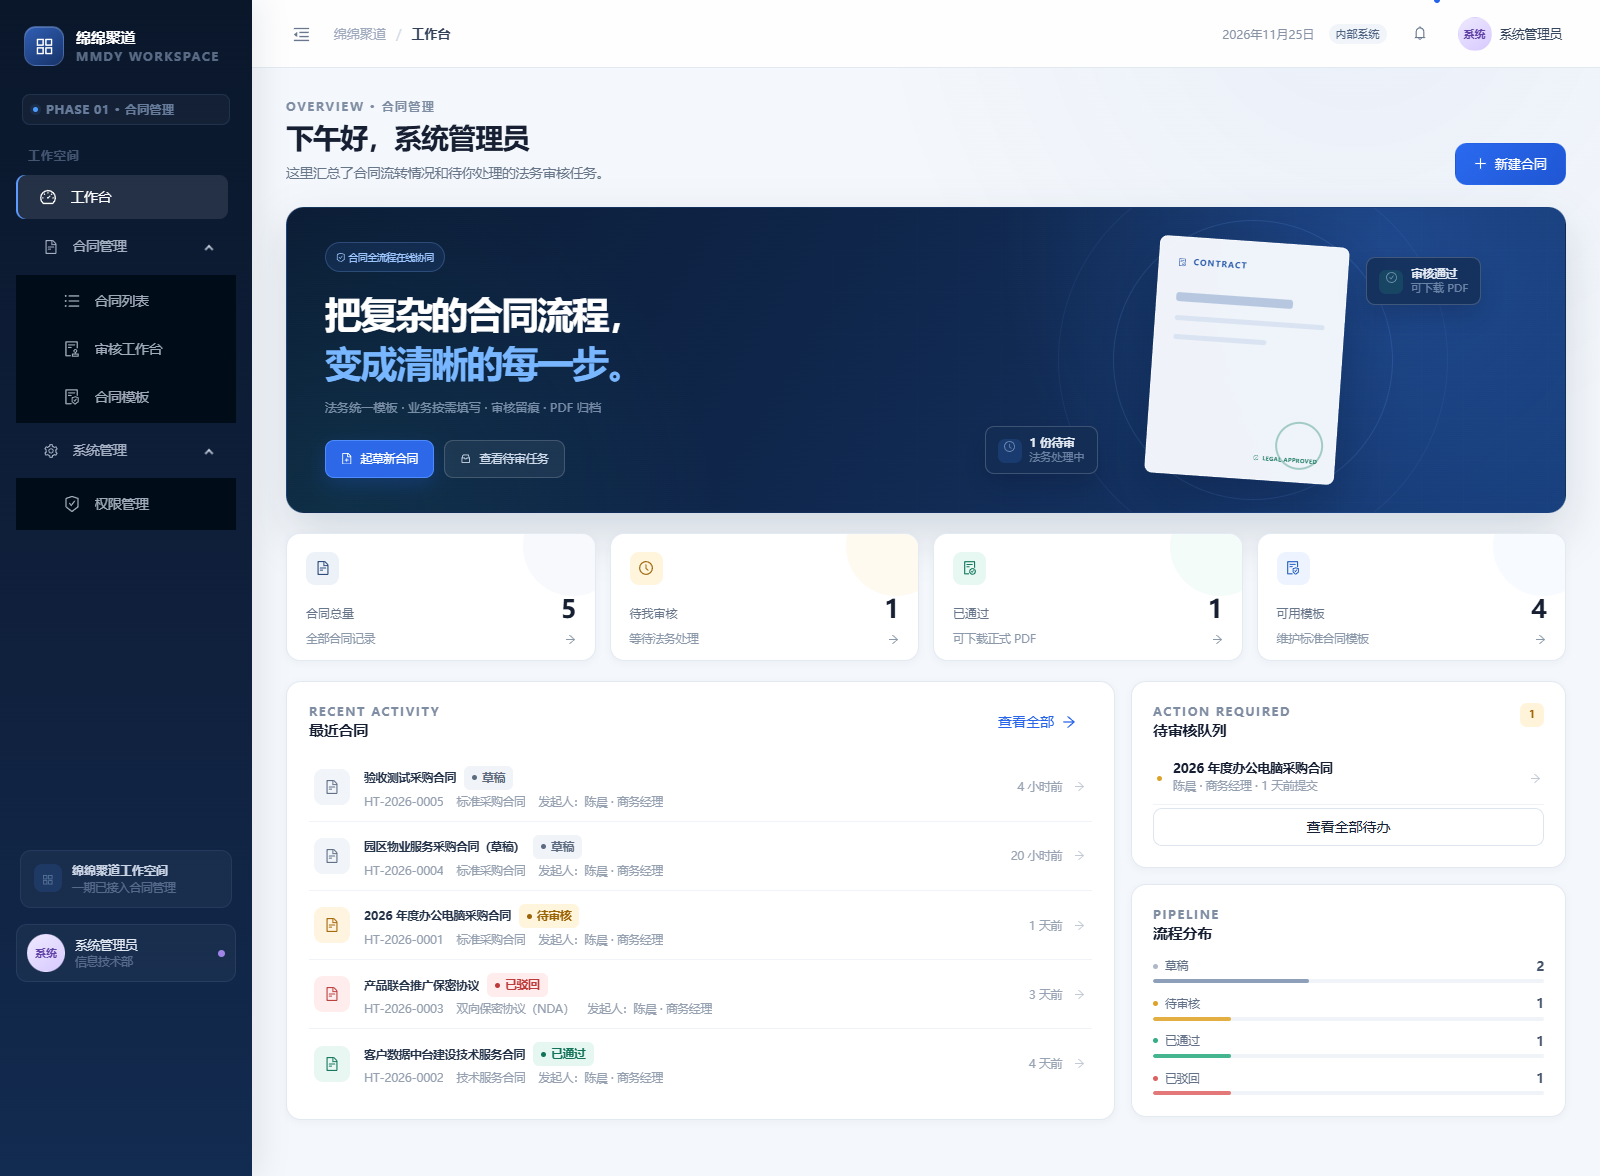 绵绵聚道
MMDY WORKSPACE
PHASE 01 • 合同管理
工作空间
工作台
合同管理
合同列表
审核工作台
合同模板
系统管理
权限管理
绵绵聚道工作空间
一期已接入合同管理
系统
系统管理员
信息技术部
绵绵聚道 / 工作台
2026年11月25日
内部系统
系统
系统管理员
OVERVIEW • 合同管理
下午好，系统管理员
这里汇总了合同流转情况和待你处理的法务审核任务。
新建合同
合同全流程在线协同
把复杂的合同流程，
变成清晰的每一步。
法务统一模板 · 业务按需填写 · 审核留痕 · PDF 归档
起草新合同
查看待审任务
CONTRACT
LEGAL APPROVED
审核通过
可下载 PDF
1 份待审
法务处理中
合同总量
5
全部合同记录
待我审核
1
等待法务处理
已通过
1
可下载正式 PDF
可用模板
4
维护标准合同模板
RECENT ACTIVITY
最近合同
查看全部
验收测试采购合同 草稿
HT-2026-0005 标准采购合同 发起人：陈晨 · 商务经理
4 小时前
园区物业服务采购合同（草稿） 草稿
HT-2026-0004 标准采购合同 发起人：陈晨 · 商务经理
20 小时前
2026 年度办公电脑采购合同 待审核
HT-2026-0001 标准采购合同 发起人：陈晨 · 商务经理
1 天前
产品联合推广保密协议 已驳回
HT-2026-0003 双向保密协议（NDA） 发起人：陈晨 · 商务经理
3 天前
客户数据中台建设技术服务合同 已通过
HT-2026-0002 技术服务合同 发起人：陈晨 · 商务经理
4 天前
ACTION REQUIRED
待审核队列
1
2026 年度办公电脑采购合同
陈晨 · 商务经理 · 1 天前提交
查看全部待办
PIPELINE
流程分布
草稿 2
待审核 1
已通过 1
已驳回 1